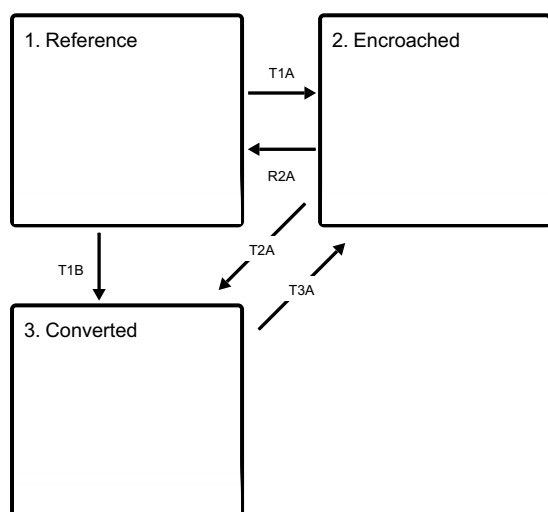 1. Reference
2. Encroached
T1A
R2A
T2A
T1B
T3A
3. Converted